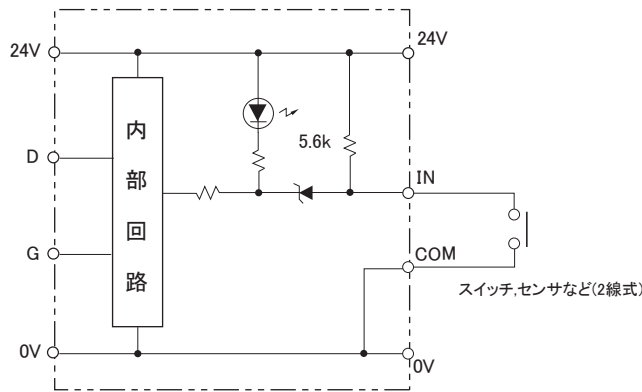 24V
24V
内部回路
5.6k
D
IN
G
COM
スイッチ,センサなど(2線式)
0V
0V